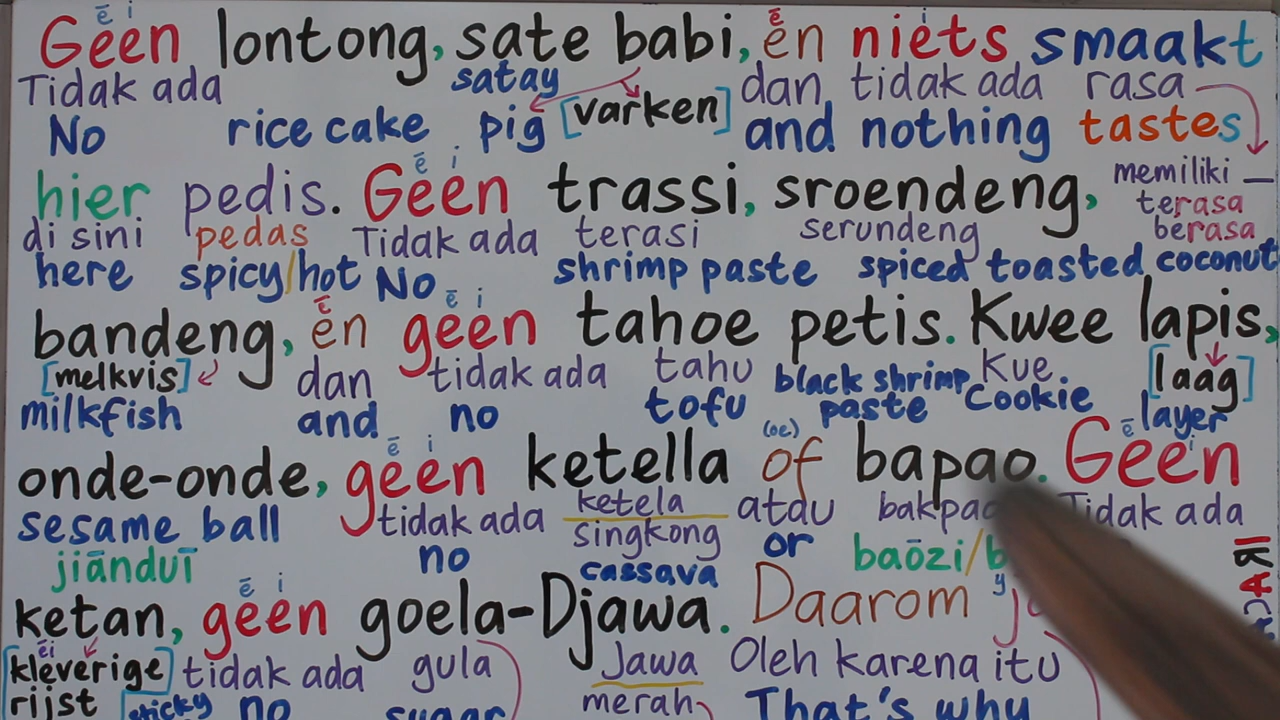 ē i i
Geen lontong, sate babi, ēn niets smaakt
Tidak ada satay [varken] dan tidak ada rasa
No rice cake pig and nothing tastes
ē i
hier pedis. Geen trassi, sroendeng, memiliki
di sini pedas Tidak ada terasi serundeng terasa berasa
here spicy/hot No shrimp paste spiced toasted coconut
ē i
bandeng, ēn geen tahoe petis. Kwee lapis,
[melkvis] dan tidak ada tahu black shrimp paste Kue [laag]
milkfish and no tofu Cookie layer
ē i (oe) ē i
onde-onde, geen ketella of bapao. Geen
sesame ball tidak ada ketela atau Tidak ada
jiānduī no singkong or baōzi/
cassava
ē i y
ketan, geen goela-Djawa. Daarom
ēi
[kleverige tidak ada gula Jawa Oleh karena itu
rijst [sticky no sugar merah That's why